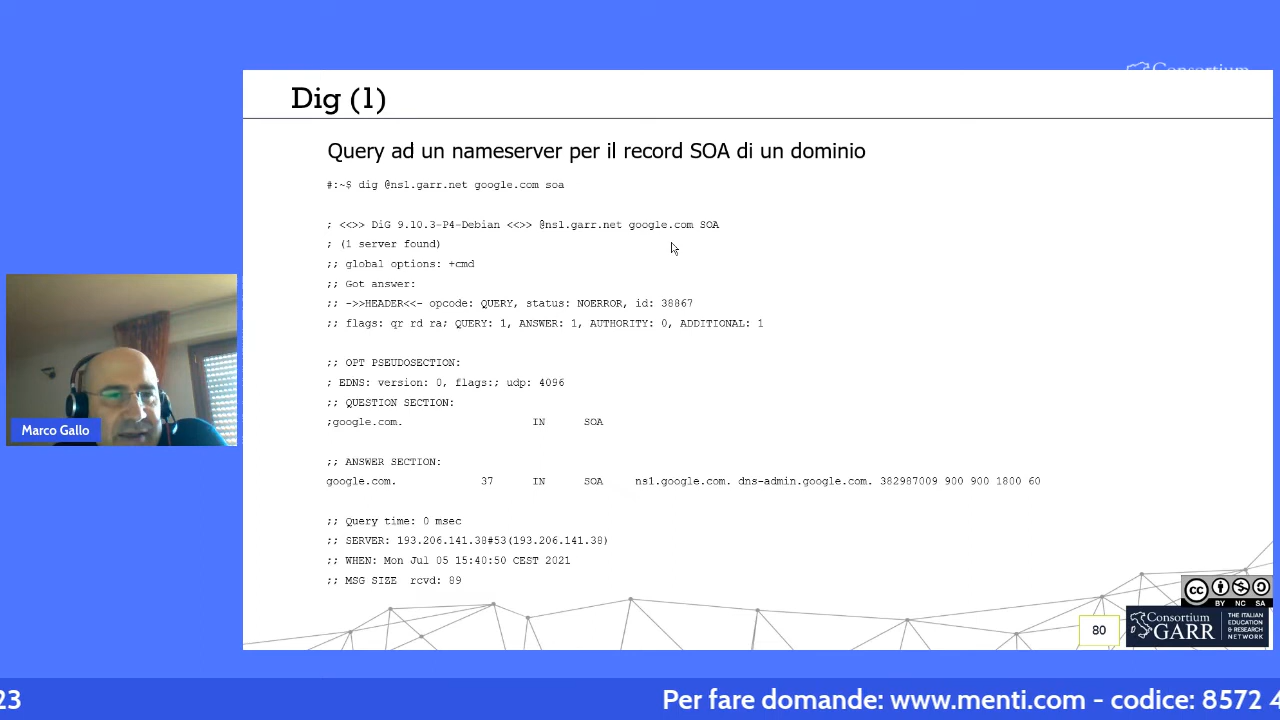 Consortium
Dig (1)
Query ad un nameserver per il record SOA di un dominio
#:~$ dig @ns1.garr.net google.com soa
; <<>> DiG 9.10.3-P4-Debian <<>> @ns1.garr.net google.com SOA
; (1 server found)
;; global options: +cmd
;; Got answer:
;; ->>HEADER<<- opcode: QUERY, status: NOERROR, id: 38867
;; flags: qr rd ra; QUERY: 1, ANSWER: 1, AUTHORITY: 0, ADDITIONAL: 1
;; OPT PSEUDOSECTION:
; EDNS: version: 0, flags:; udp: 4096
;; QUESTION SECTION:
;google.com. IN SOA
;; ANSWER SECTION:
google.com. 37 IN SOA ns1.google.com. dns-admin.google.com. 382987009 900 900 1800 60
;; Query time: 0 msec
;; SERVER: 193.206.141.38#53(193.206.141.38)
;; WHEN: Mon Jul 05 15:40:50 CEST 2021
;; MSG SIZE rcvd: 89
Marco Gallo
80
cc
BY NC SA
Consortium
GARR
THE ITALIAN
EDUCATION
& RESEARCH
NETWORK
23 Per fare domande: www.menti.com - codice: 8572 4